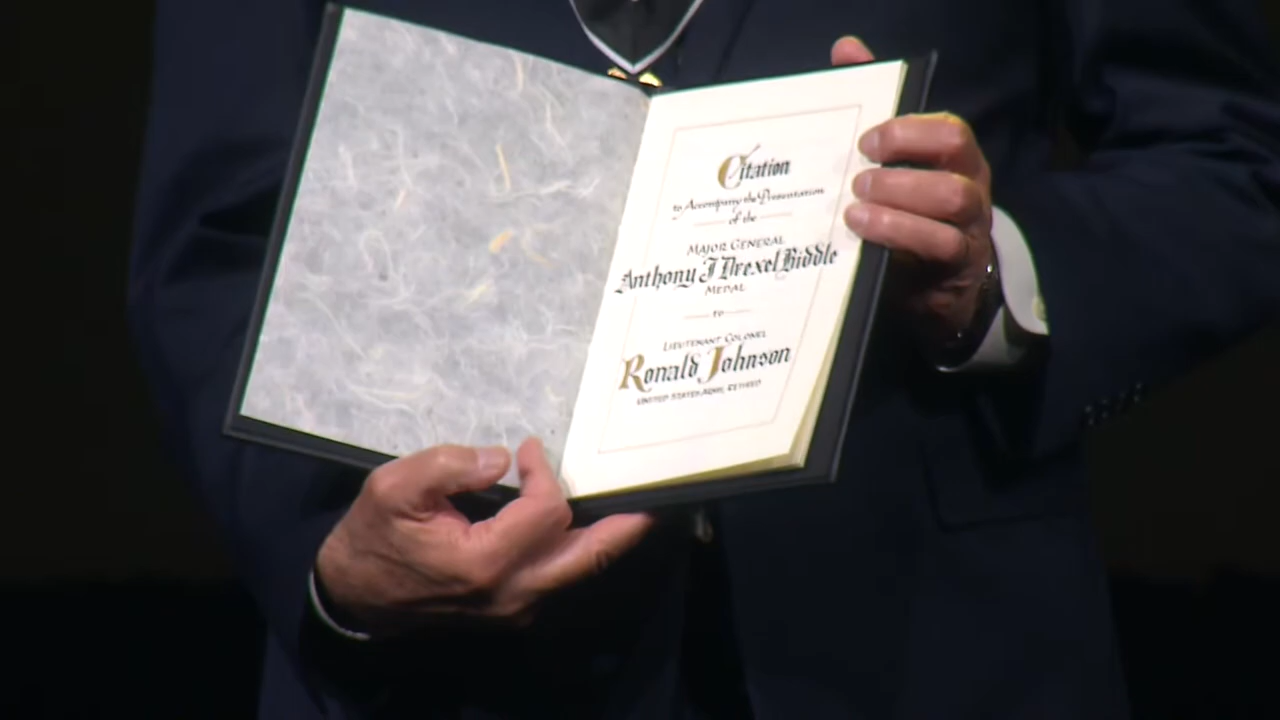 Citation
to Accompany the Presentation
of the
MAJOR GENERAL
Anthony J Drexel Biddle
MEDAL
to
LIEUTENANT COLONEL
Ronald Johnson
UNITED STATES ARMY, RETIRED